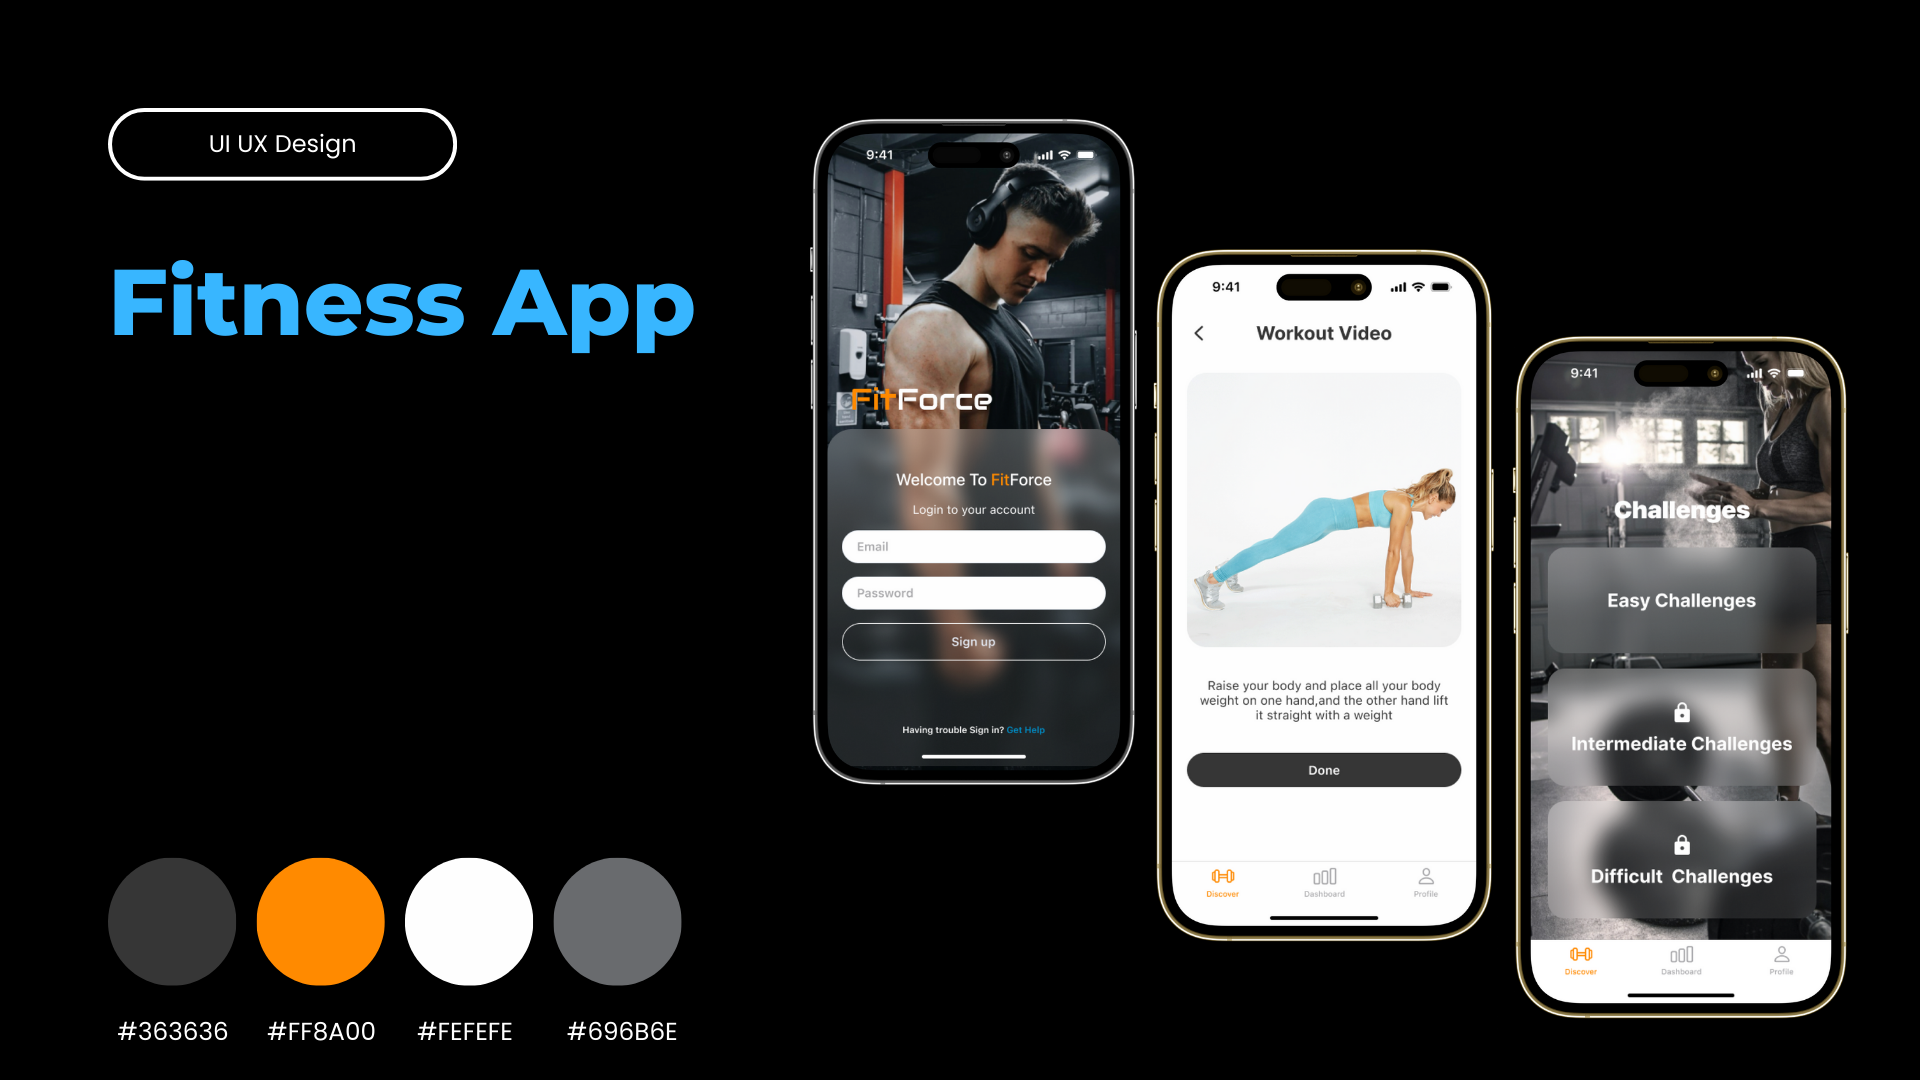 UI UX Design
Fitness App
#363636
#FF8A00
#FEFEFE
#696B6E
9:41
FitForce
Welcome To FitForce
Login to your account
Email
Password
Sign up
Having trouble Sign in? Get Help
9:41
Workout Video
Raise your body and place all your body
weight on one hand,and the other hand lift
it straight with a weight
Done
Discover
Dashboard
Profile
9:41
Challenges
Easy Challenges
Intermediate Challenges
Difficult  Challenges
Discover
Dashboard
Profile